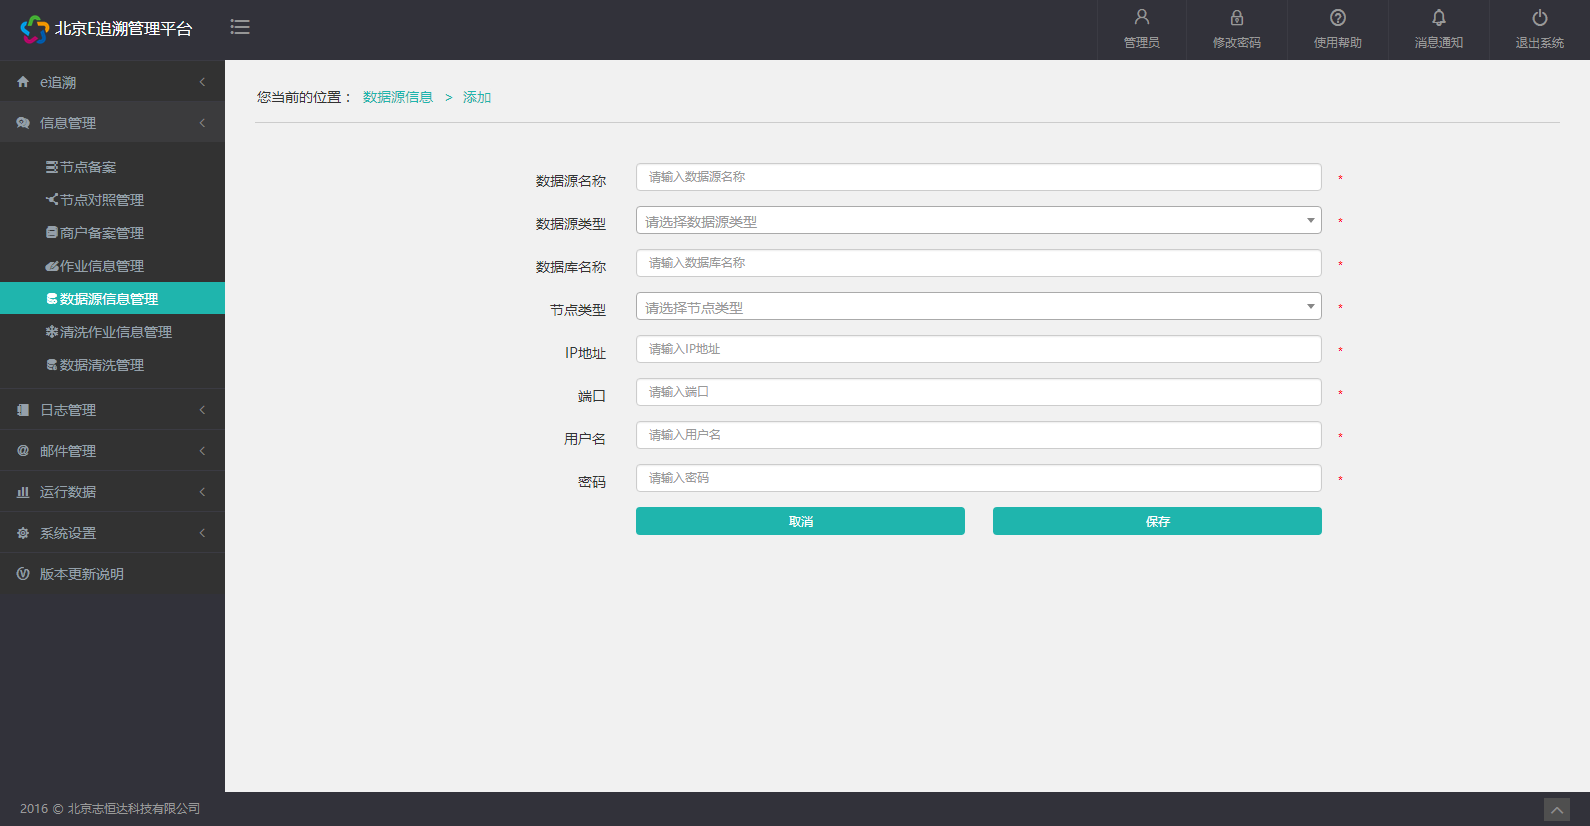 北京E追溯管理平台
管理员
修改密码
使用帮助
消息通知
退出系统
e追溯
信息管理
节点备案
节点对照管理
商户备案管理
作业信息管理
数据源信息管理
清洗作业信息管理
数据清洗管理
日志管理
@ 邮件管理
运行数据
系统设置
版本更新说明
您当前的位置： 数据源信息 > 添加
数据源名称 请输入数据源名称 *
数据源类型 请选择数据源类型 *
数据库名称 请输入数据库名称 *
节点类型 请选择节点类型 *
IP地址 请输入IP地址 *
端口 请输入端口 *
用户名 请输入用户名 *
密码 请输入密码 *
取消 保存
2016 © 北京志恒达科技有限公司